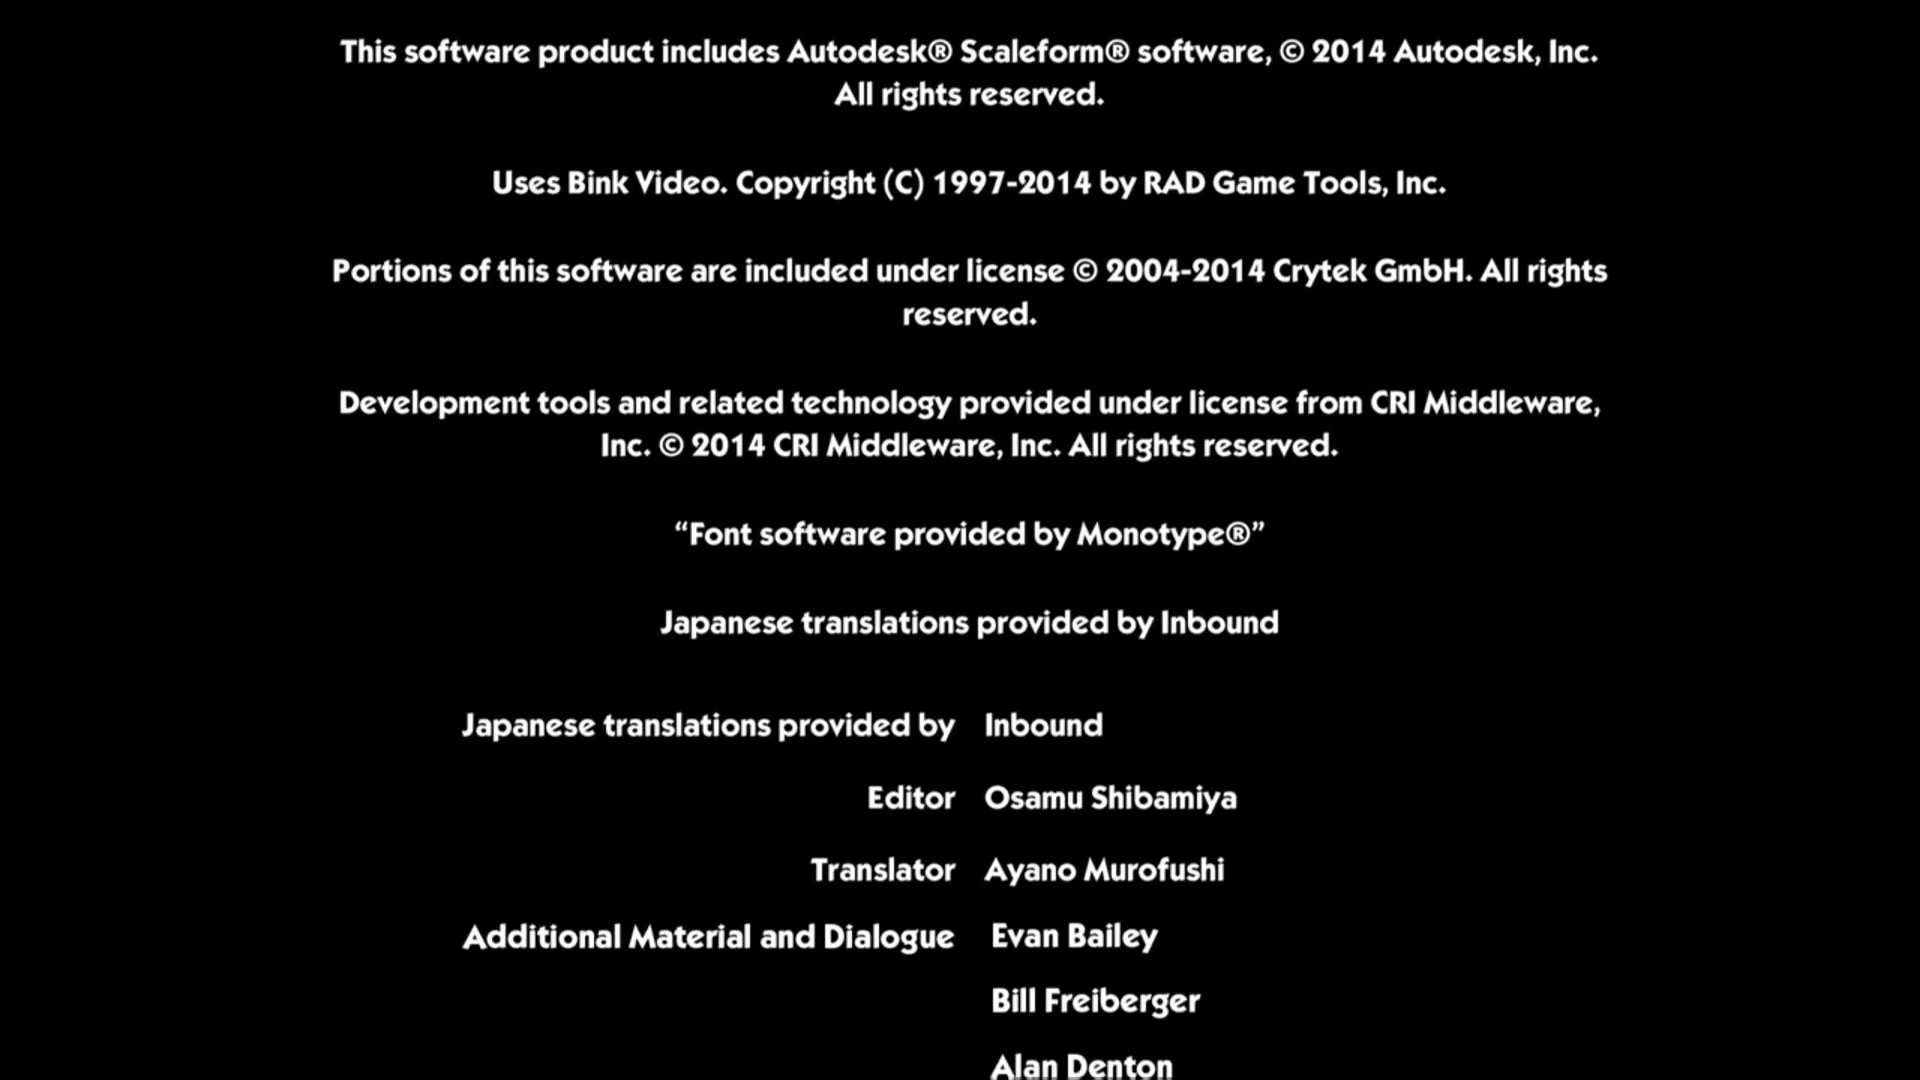 This software product includes Autodesk® Scaleform® software, © 2014 Autodesk, Inc.
All rights reserved.
Uses Bink Video. Copyright (C) 1997-2014 by RAD Game Tools, Inc.
Portions of this software are included under license © 2004-2014 Crytek GmbH. All rights
reserved.
Development tools and related technology provided under license from CRI Middleware,
Inc. © 2014 CRI Middleware, Inc. All rights reserved.
“Font software provided by Monotype®”
Japanese translations provided by Inbound
Japanese translations provided by Inbound
Editor Osamu Shibamiya
Translator Ayano Murofushi
Additional Material and Dialogue Evan Bailey
Bill Freiberger
Alan Denton